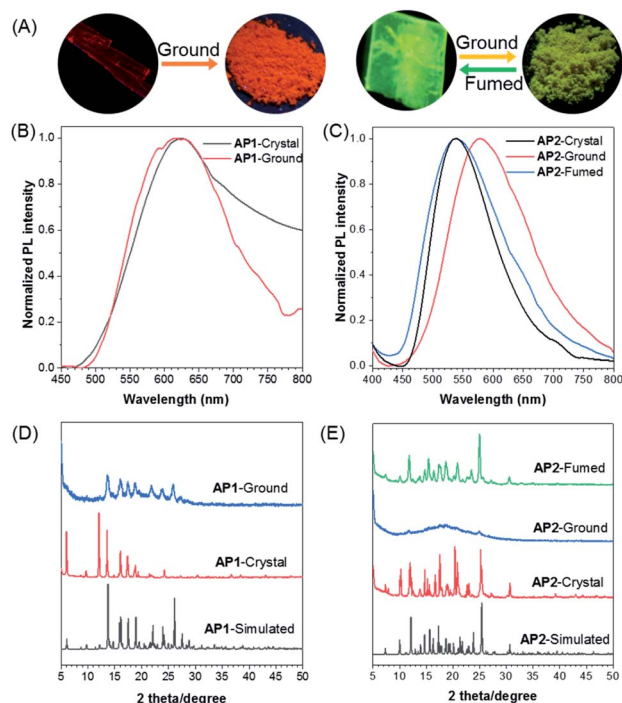 (A)
Ground
Ground
Fumed
(B)
AP1-Crystal
AP1-Ground
Normalized PL intensity
1.0
0.8
0.6
0.4
0.2
0.0
450 500 550 600 650 700 750 800
Wavelength (nm)
(C)
AP2-Crystal
AP2-Ground
AP2-Fumed
Normalized PL intensity
1.0
0.8
0.6
0.4
0.2
0.0
400 450 500 550 600 650 700 750 800
Wavelength (nm)
(D)
AP1-Ground
AP1-Crystal
AP1-Simulated
5 10 15 20 25 30 35 40 45 50
2 theta/degree
(E)
AP2-Fumed
AP2-Ground
AP2-Crystal
AP2-Simulated
5 10 15 20 25 30 35 40 45 50
2 theta/degree